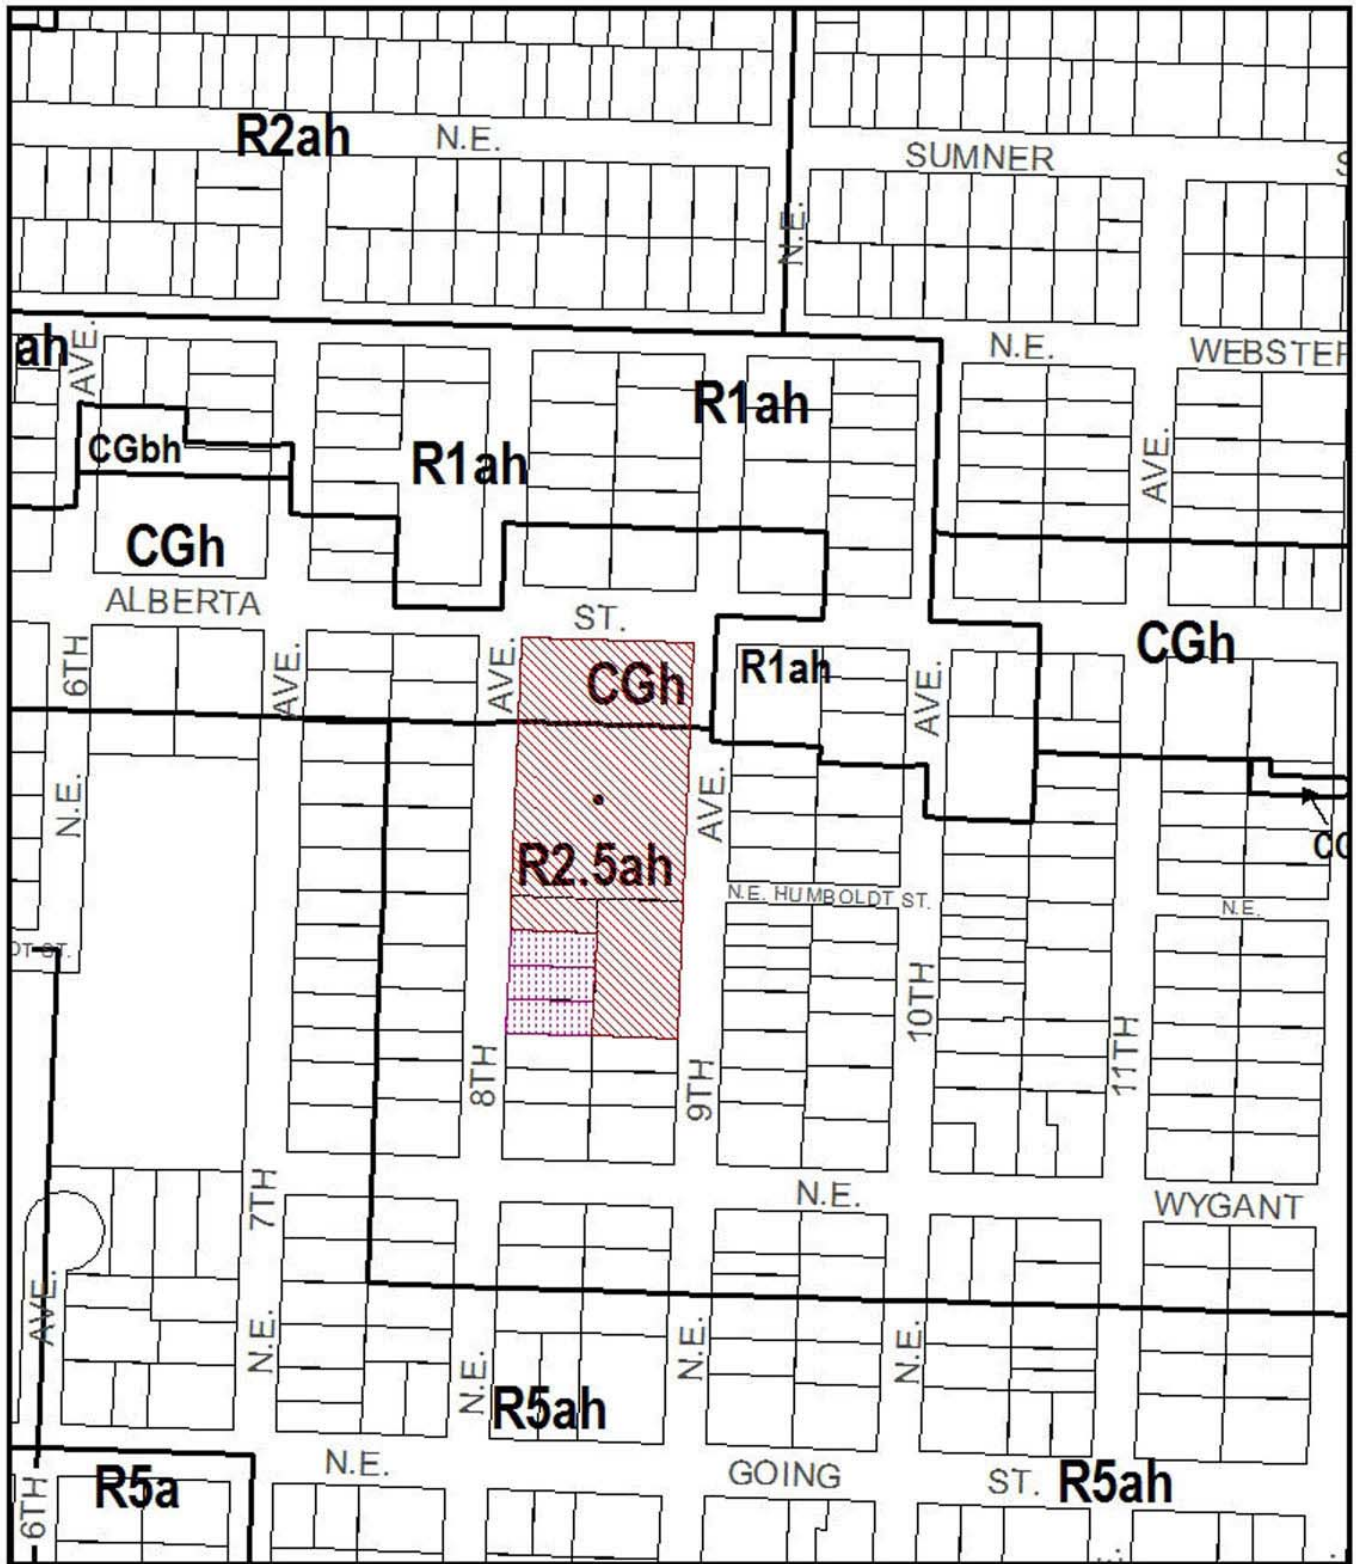 R2ah
N.E.
SUMNER
N.E.
ah
AVE.
N.E.
WEBSTER
R1ah
CGbh
R1ah
AVE.
CGh
ALBERTA
ST.
6TH
AVE.
AVE.
CGh
R1ah
AVE.
CGh
N.E.
AVE.
R2.5ah
N.E. HUMBOLDT ST.
N.E.
ST.
10TH
8TH
9TH
11TH
7TH
N.E.
WYGANT
AVE.
N.E.
N.E.
N.E.
N.E.
R5ah
N.E.
GOING
ST.
R5ah
R5a
6TH